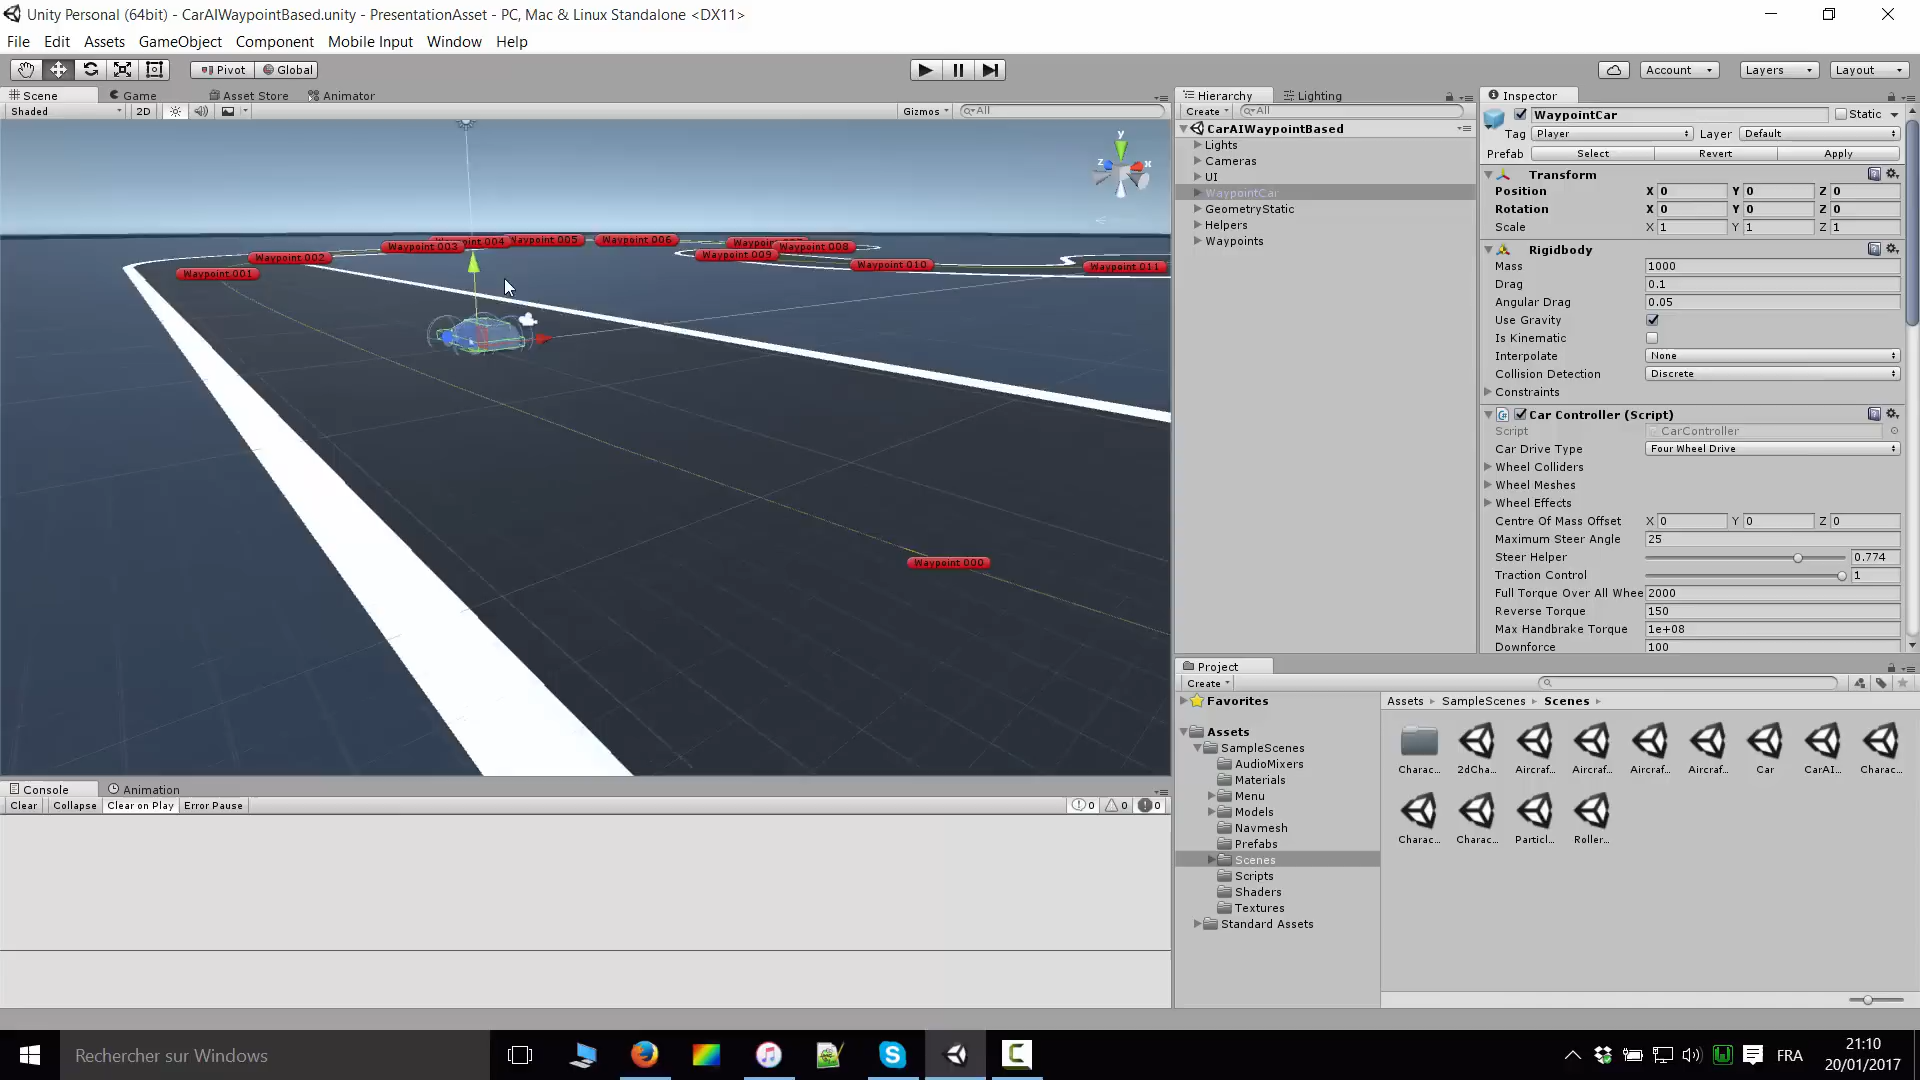 Unity Personal (64bit) - CarAIWaypointBased.unity - PresentationAsset - PC, Mac & Linux Standalone <DX11>
File Edit Assets GameObject Component Mobile Input Window Help
Pivot Global Account Layers Layout
Scene Game Asset Store Animator
Shaded 2D Gizmos All
y
z x
Waypoint 003 Waypoint 005 Waypoint 006 Waypoint 008
Waypoint 002 Waypoint 009
Waypoint 001 Waypoint 010 Waypoint 011
Waypoint 000
Hierarchy Lighting
Create All
CarAIWaypointBased
Lights
Cameras
UI
WaypointCar
GeometryStatic
Helpers
Waypoints
Inspector
WaypointCar Static
Tag Player Layer Default
Prefab Select Revert Apply
Transform
Position X 0 Y 0 Z 0
Rotation X 0 Y 0 Z 0
Scale X 1 Y 1 Z 1
Rigidbody
Mass 1000
Drag 0.1
Angular Drag 0.05
Use Gravity
Is Kinematic
Interpolate None
Collision Detection Discrete
Constraints
Car Controller (Script)
Script CarController
Car Drive Type Four Wheel Drive
Wheel Colliders
Wheel Meshes
Wheel Effects
Centre Of Mass Offset X 0 Y 0 Z 0
Maximum Steer Angle 25
Steer Helper 0.774
Traction Control 1
Full Torque Over All Whee 2000
Reverse Torque 150
Max Handbrake Torque 1e+08
Downforce 100
Project
Create
Favorites
Assets
SampleScenes
AudioMixers
Materials
Menu
Models
Navmesh
Prefabs
Scenes
Scripts
Shaders
Textures
Standard Assets
Assets SampleScenes Scenes
Charac... 2dCha... Aircraf... Aircraf... Aircraf... Aircraf... Car CarAI... Charac...
Charac... Charac... Particl... Roller...
Console Animation
Clear Collapse Clear on Play Error Pause 0 0 0
Rechercher sur Windows
FRA
21:10
20/01/2017